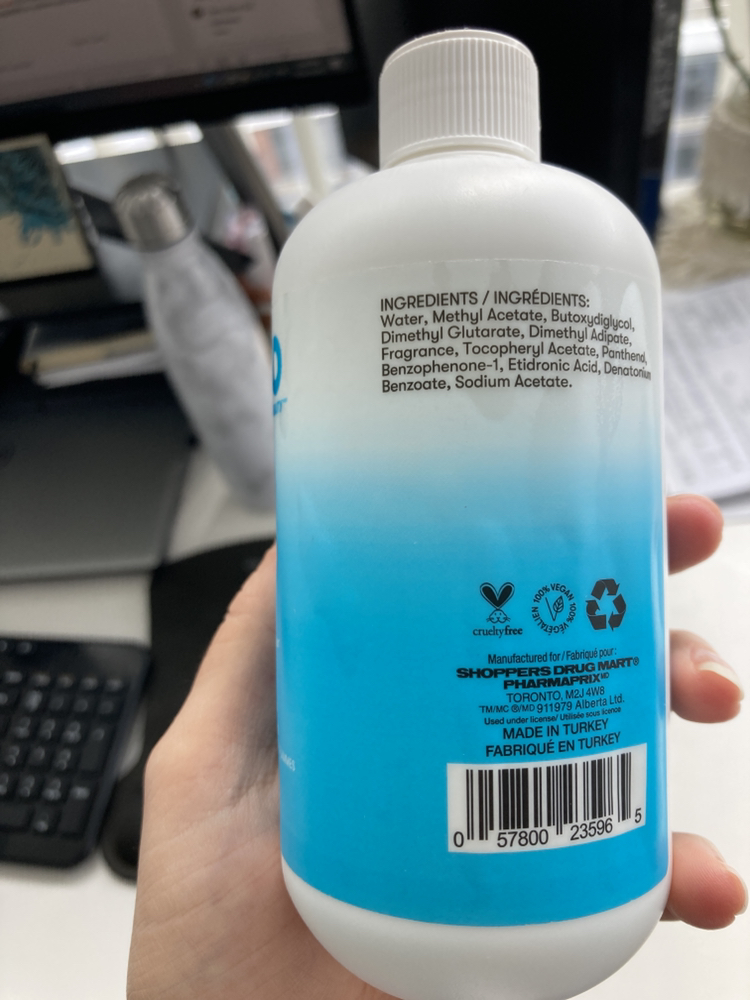 INGREDIENTS / INGRÉDIENTS:
Water, Methyl Acetate, Butoxydiglycol,
Dimethyl Glutarate, Dimethyl Adipate,
Fragrance, Tocopheryl Acetate, Panthenol,
Benzophenone-1, Etidronic Acid, Denatonium
Benzoate, Sodium Acetate.
crueltyfree
100% VEGAN 100% VÉGÉTALIEN
Manufactured for / Fabriqué pour :
SHOPPERS DRUG MART®
PHARMAPRIX MD
TORONTO, M2J 4W8
TM/MC ®/MD 911979 Alberta Ltd.
Used under license/ Utilisée sous licence
MADE IN TURKEY
FABRIQUÉ EN TURKEY
0 57800 23596 5